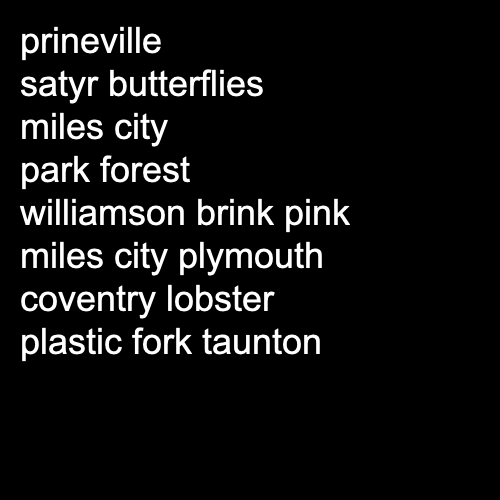 prineville
satyr butterflies
miles city
park forest
williamson brink pink
miles city plymouth
coventry lobster
plastic fork taunton